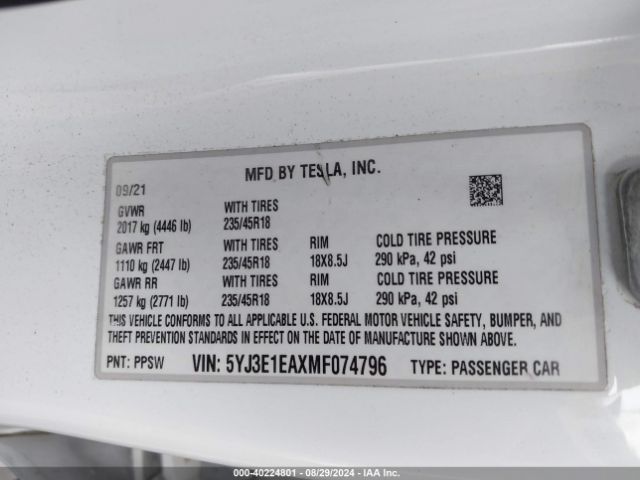 MFD BY TESLA, INC.
09/21
GVWR WITH TIRES
2017 kg (4446 lb) 235/45R18
GAWR FRT WITH TIRES RIM COLD TIRE PRESSURE
1110 kg (2447 lb) 235/45R18 18X8.5J 290 kPa, 42 psi
GAWR RR WITH TIRES RIM COLD TIRE PRESSURE
1257 kg (2771 lb) 235/45R18 18X8.5J 290 kPa, 42 psi
THIS VEHICLE CONFORMS TO ALL APPLICABLE U.S. FEDERAL MOTOR VEHICLE SAFETY, BUMPER, AND
THEFT PREVENTION STANDARDS IN EFFECT ON THE DATE OF MANUFACTURE SHOWN ABOVE.
PNT: PPSW VIN: 5YJ3E1EAXMF074796 TYPE: PASSENGER CAR
000-40224801 - 08/29/2024 - IAA Inc.